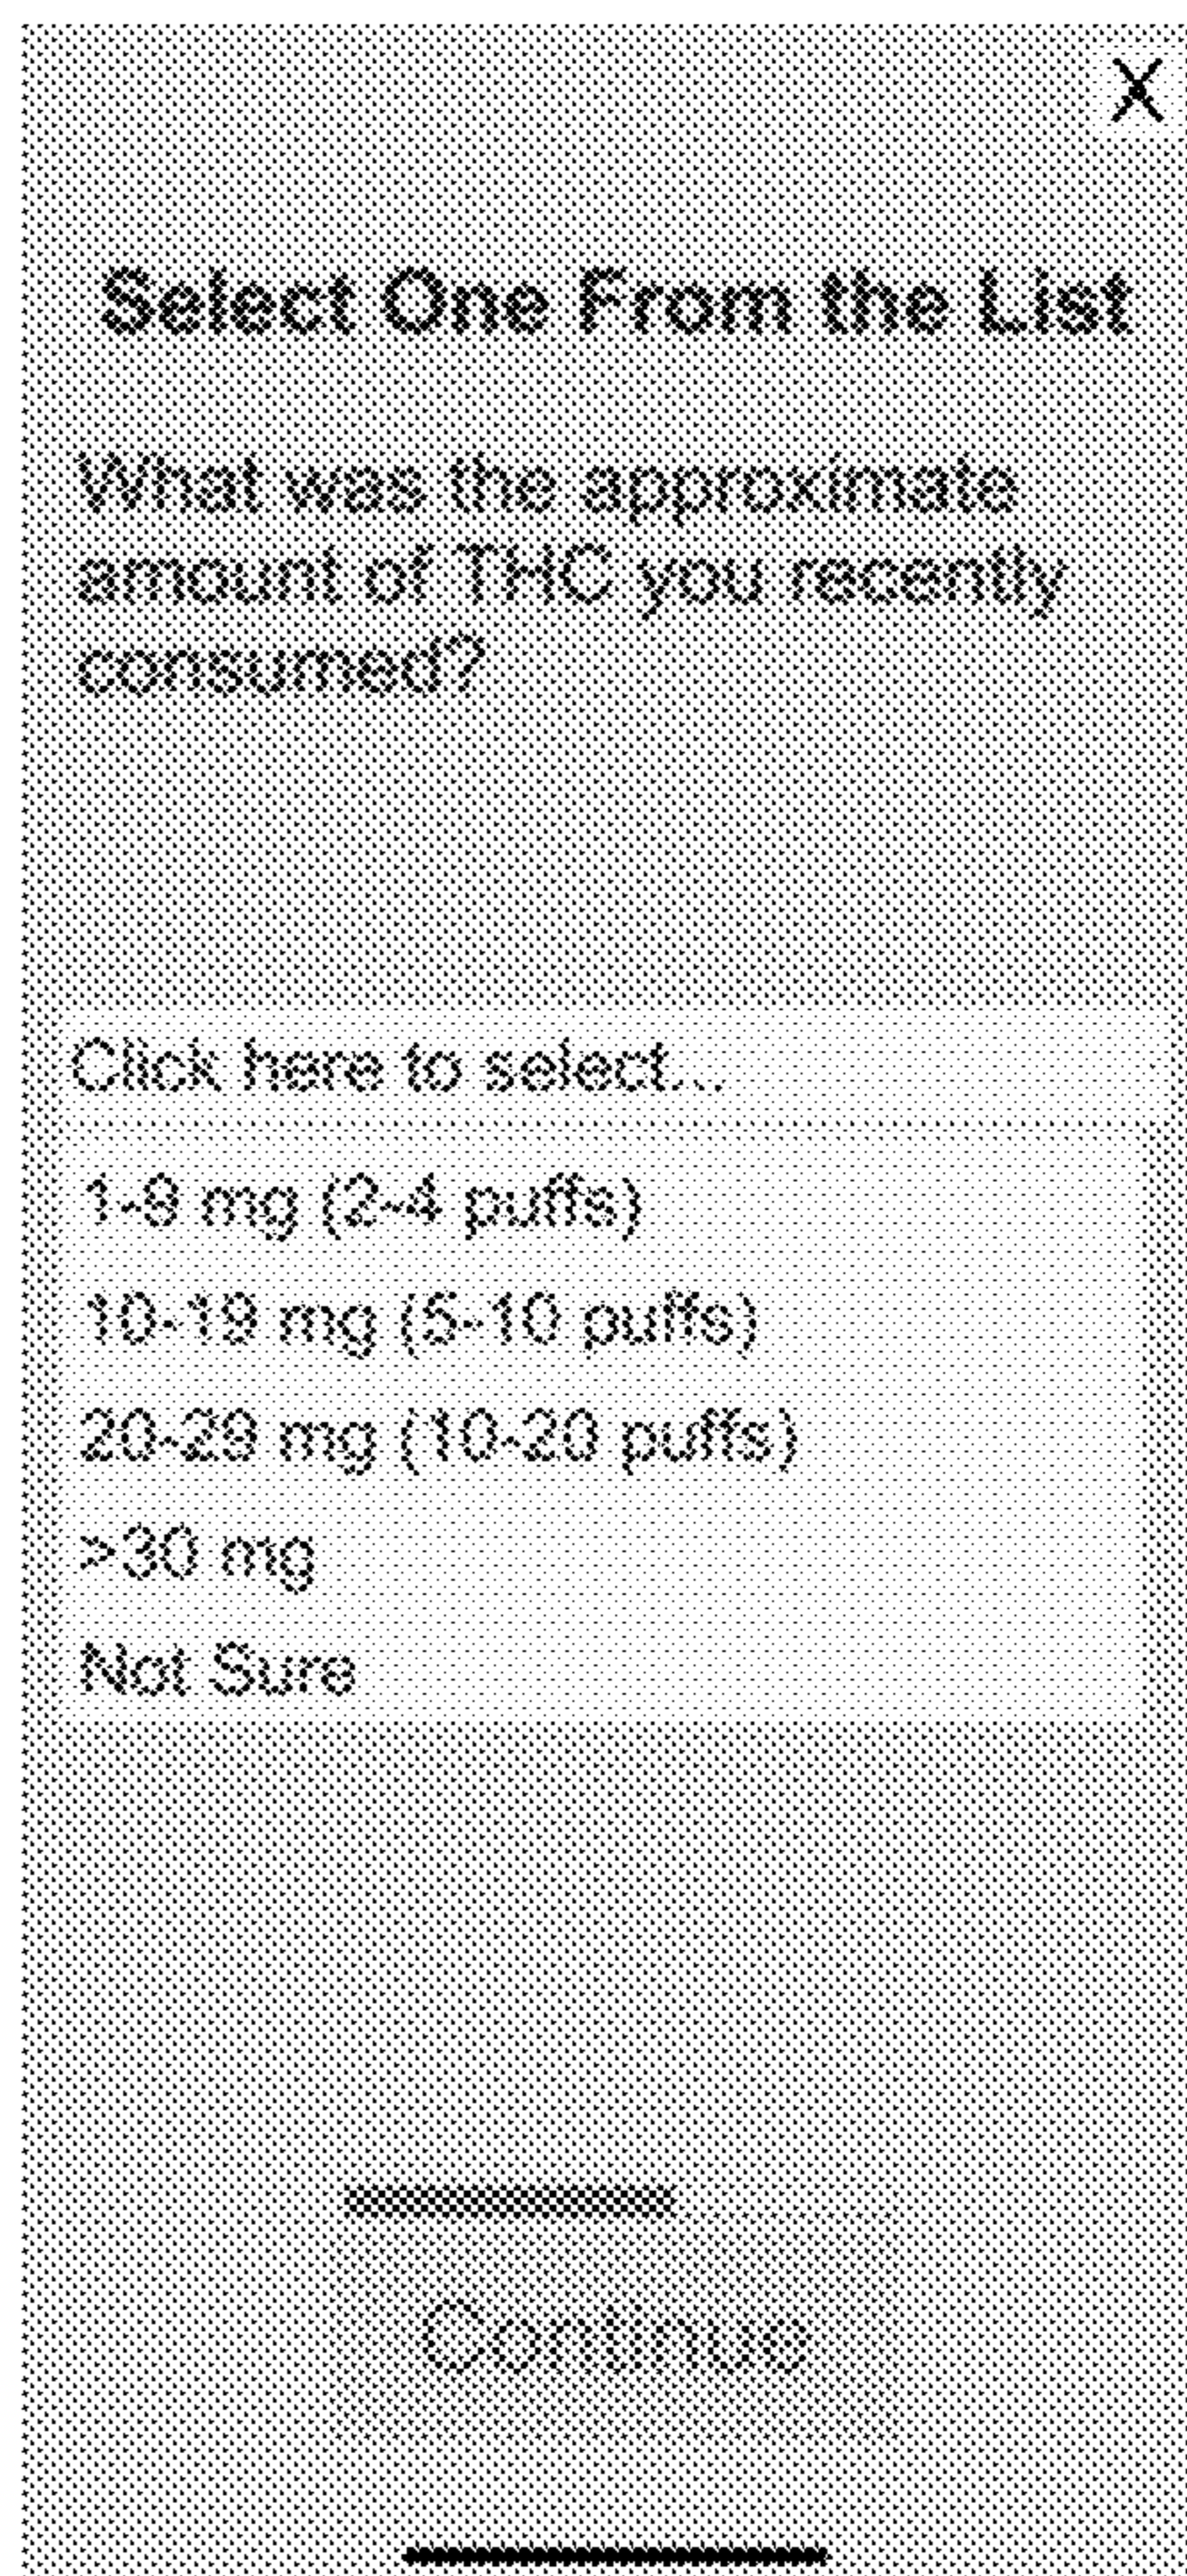 X
Select One From the List
What was the approximate
amount of THC you recently
consumed?
Click here to select...
1-9 mg (2-4 puffs)
10-19 mg (5-10 puffs)
20-29 mg (10-20 puffs)
>30 mg
Not Sure
Continue